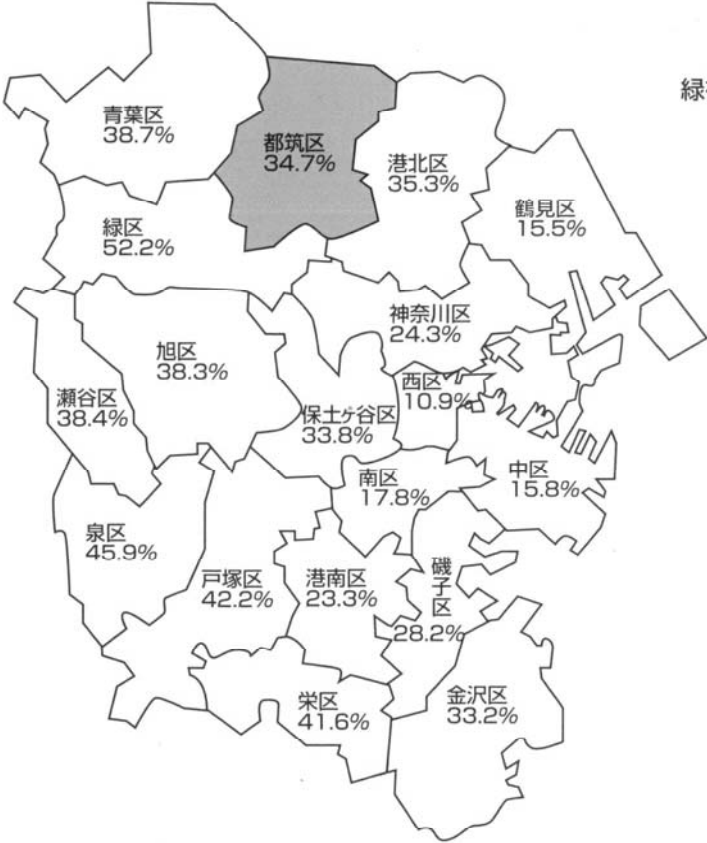 緑
青葉区
38.7%
都筑区
34.7%
港北区
35.3%
鶴見区
15.5%
緑区
52.2%
神奈川区
24.3%
旭区
38.3%
西区
10.9%
瀬谷区
38.4%
保土ヶ谷区
33.8%
南区
17.8%
中区
15.8%
泉区
45.9%
戸塚区
42.2%
港南区
23.3%
磯子区
28.2%
栄区
41.6%
金沢区
33.2%